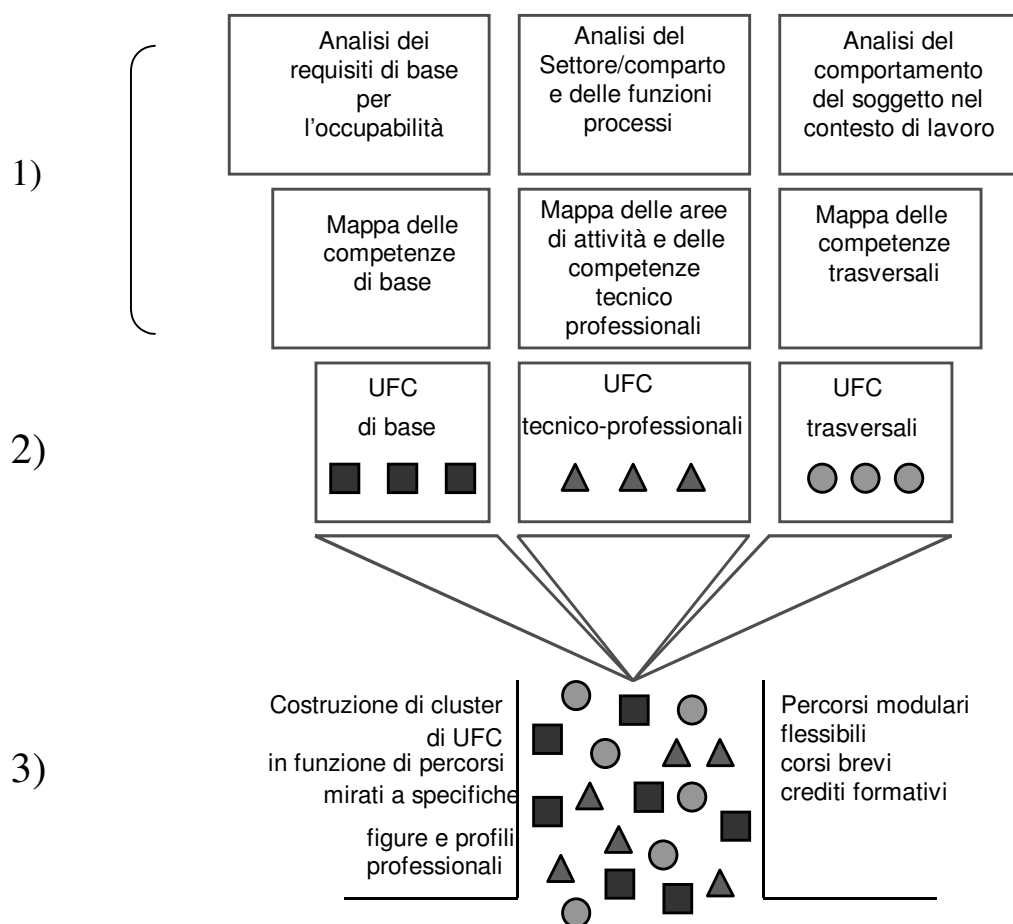 1)
Analisi dei
requisiti di base
per
l'occupabilità
Analisi del
Settore/comparto
e delle funzioni
processi
Analisi del
comportamento
del soggetto nel
contesto di lavoro
Mappa delle
competenze
di base
Mappa delle aree
di attività e delle
competenze
tecnico
professionali
Mappa delle
competenze
trasversali
2)
UFC
di base
UFC
tecnico-professionali
UFC
trasversali
3)
Costruzione di cluster
di UFC
in funzione di percorsi
mirati a specifiche
figure e profili
professionali
Percorsi modulari
flessibili
corsi brevi
crediti formativi